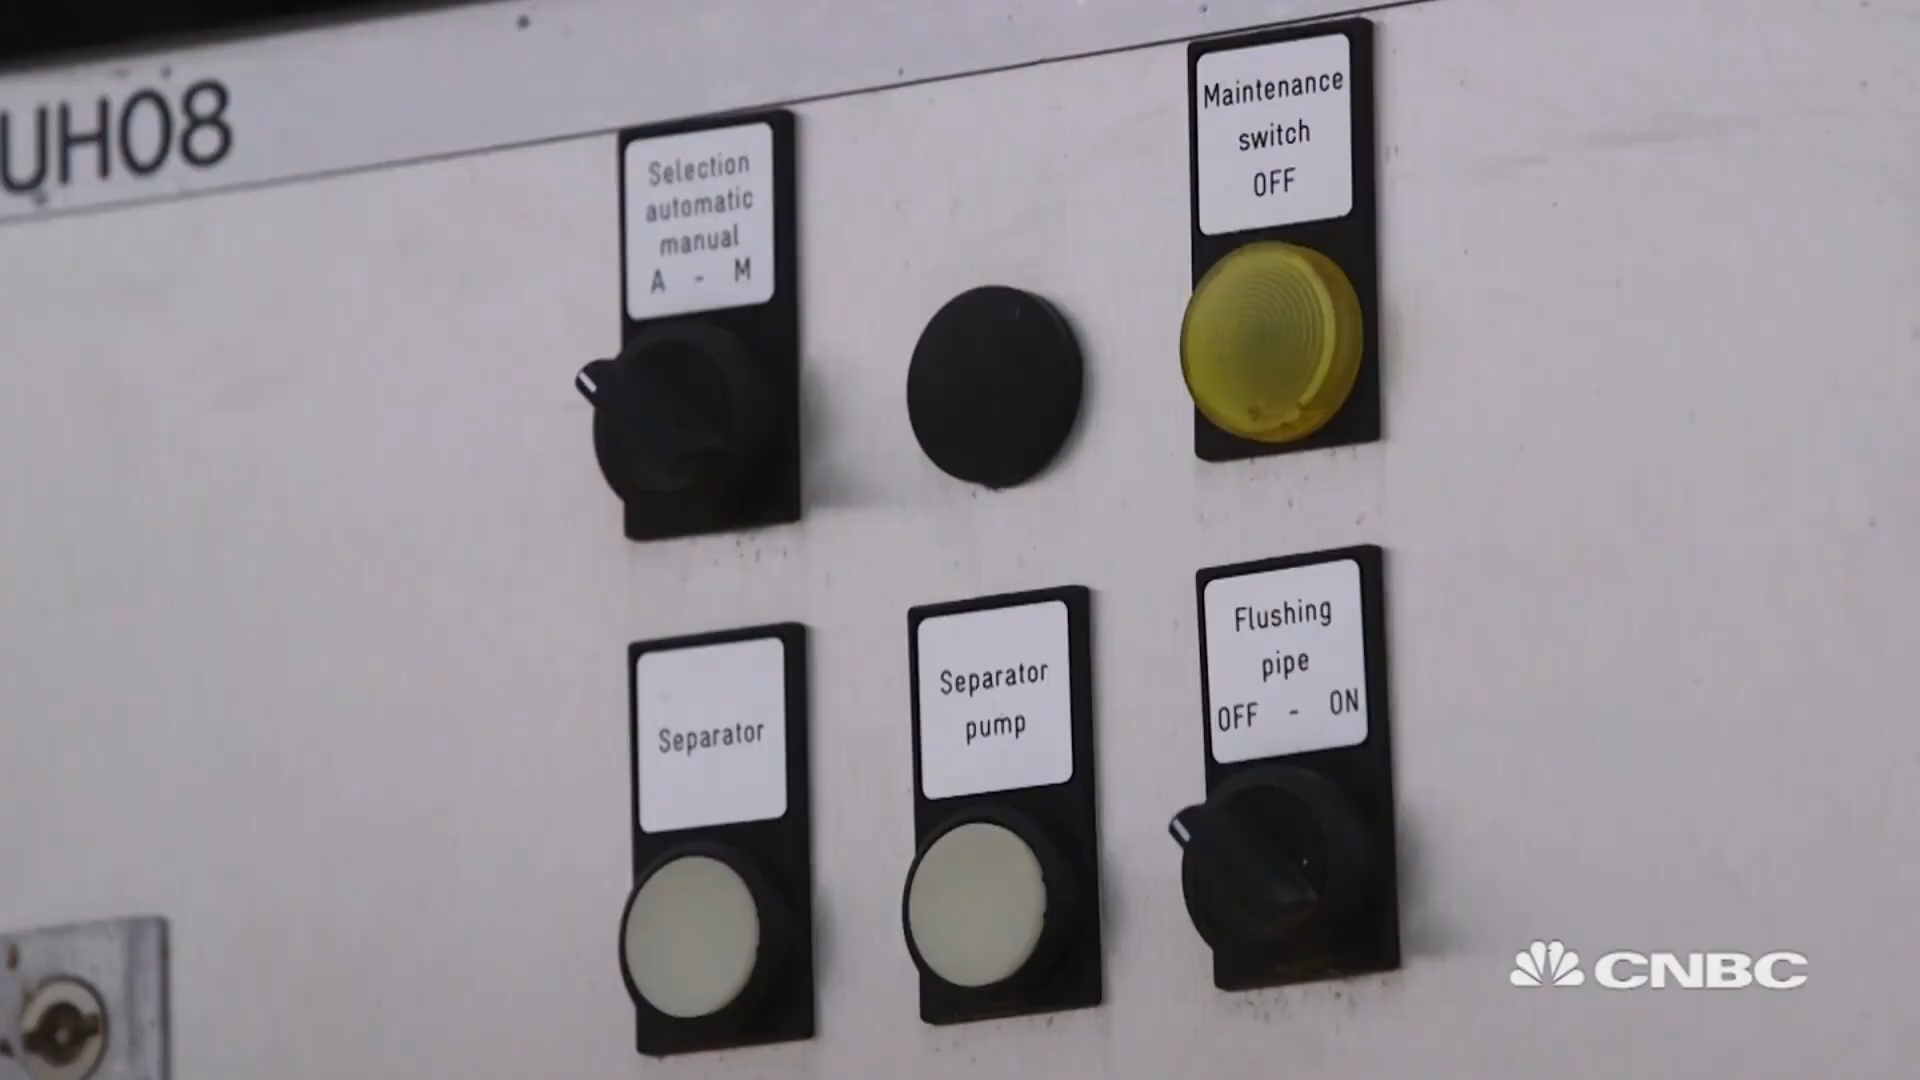 UH08
Selection
automatic
manual
A - M
Maintenance
switch
OFF
Separator
Separator
pump
Flushing
pipe
OFF - ON
CNBC